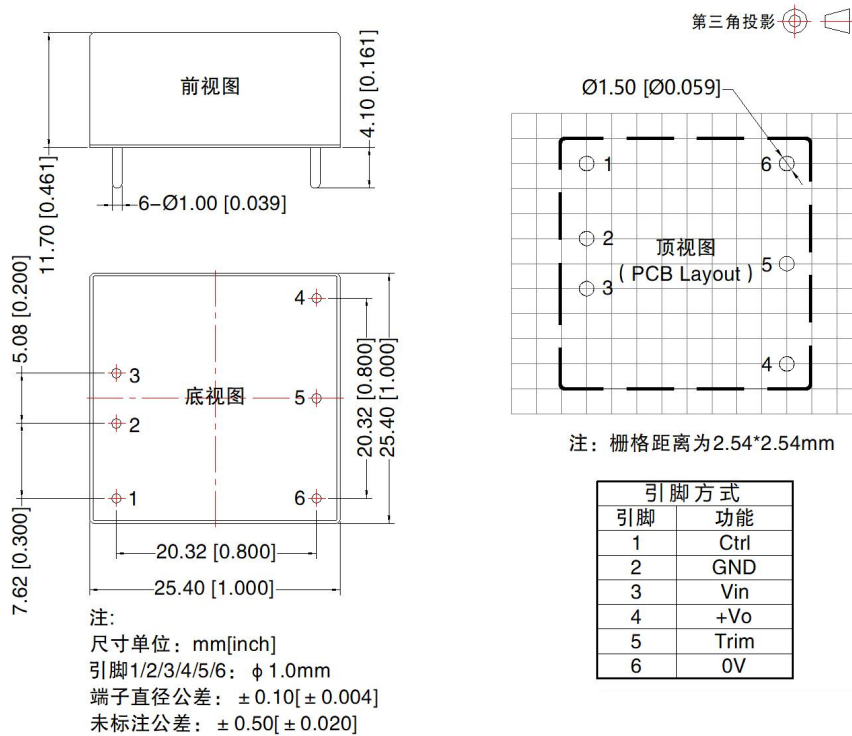 第三角投影
前视图
11.70 [0.461]
4.10 [0.161]
6-Ø1.00 [0.039]
5.08 [0.200]
7.62 [0.300]
4
3
底视图
5
2
1
6
20.32 [0.800]
25.40 [1.000]
20.32 [0.800]
25.40 [1.000]
注:
尺寸单位：mm[inch]
引脚1/2/3/4/5/6：ϕ1.0mm
端子直径公差：±0.10[±0.004]
未标注公差：±0.50[±0.020]
Ø1.50 [Ø0.059]
1
6
2
顶视图
5
（PCB Layout）
3
4
注：栅格距离为2.54*2.54mm
引脚方式
引脚 功能
1 Ctrl
2 GND
3 Vin
4 +Vo
5 Trim
6 0V